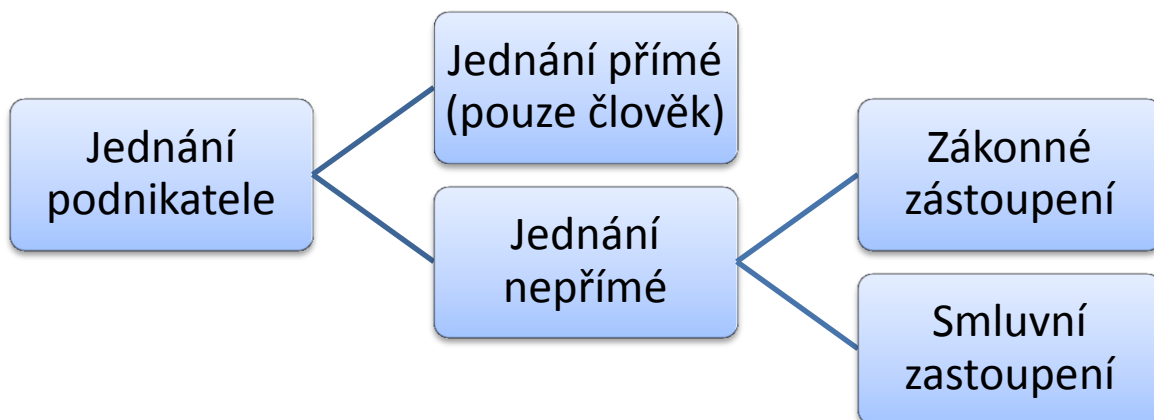 Jednání
podnikatele
Jednání přímé
(pouze člověk)
Jednání
nepřímé
Zákonné
zástoupení
Smluvní
zastoupení